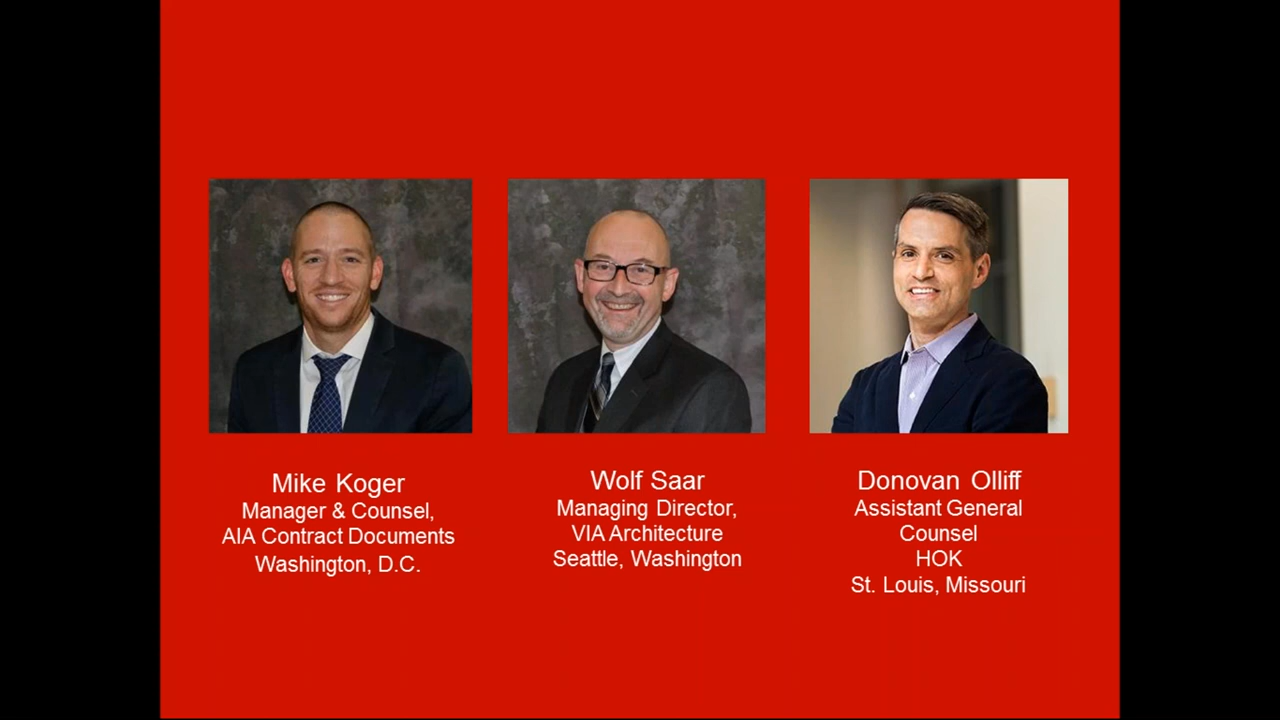 Mike Koger
Manager & Counsel,
AIA Contract Documents
Washington, D.C.
Wolf Saar
Managing Director,
VIA Architecture
Seattle, Washington
Donovan Olliff
Assistant General
Counsel
HOK
St. Louis, Missouri